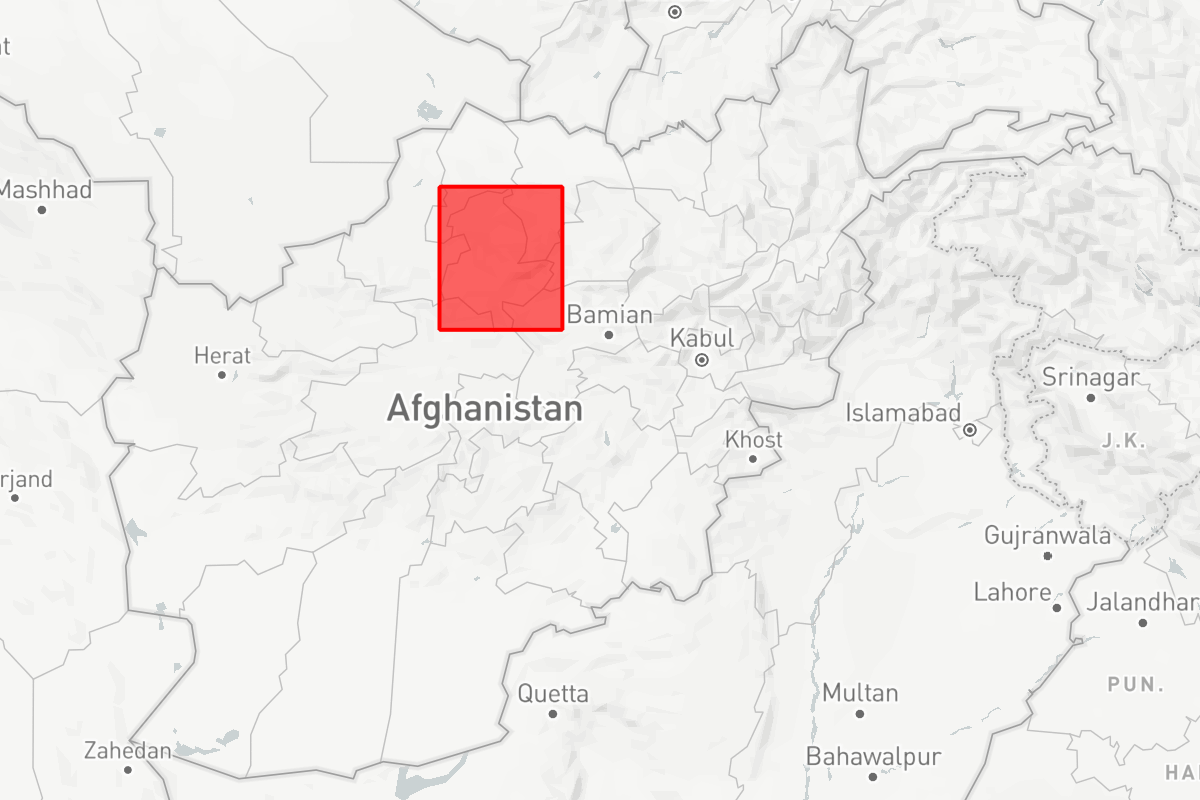 Mashhad
Bamian
Kabul
Herat
Srinagar
Afghanistan
Islamabad
Khost
J.K.
rjand
Gujranwala
Lahore
Jalandhar
PUN.
Quetta
Multan
Zahedan
Bahawalpur
HA